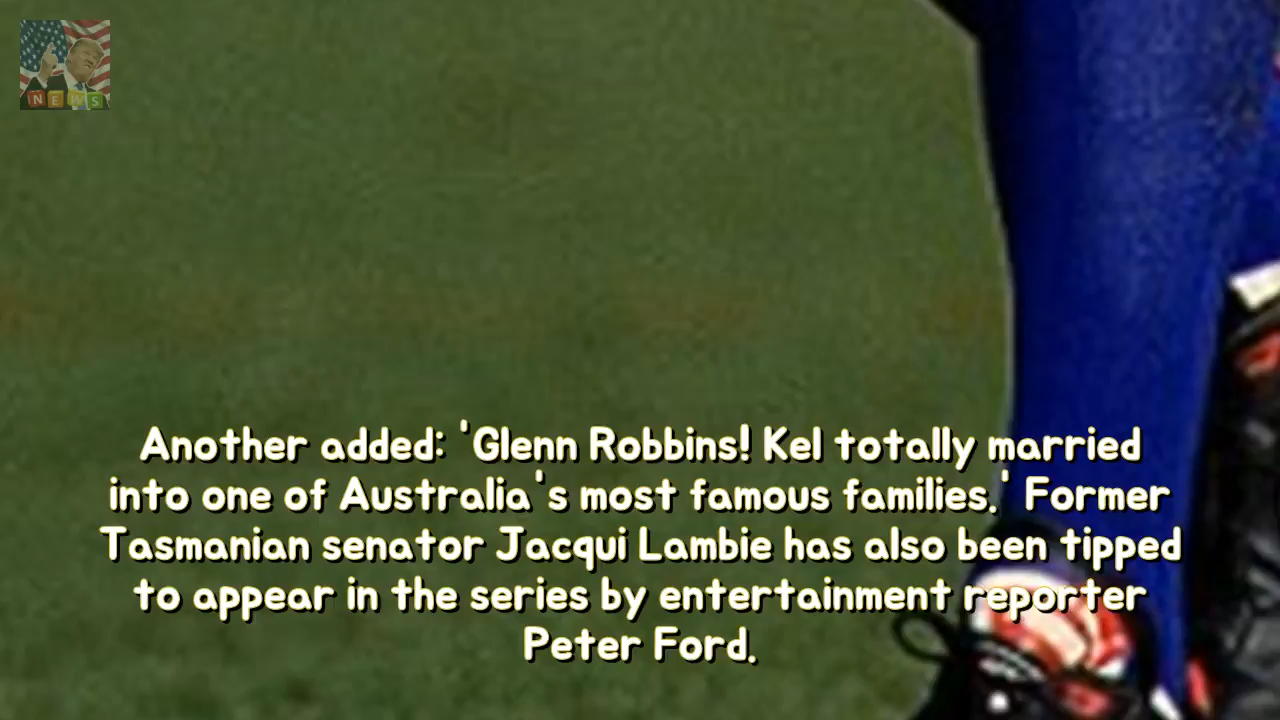 NEWS
Another added: 'Glenn Robbins! Kel totally married
into one of Australia's most famous families.' Former
Tasmanian senator Jacqui Lambie has also been tipped
to appear in the series by entertainment reporter
Peter Ford.